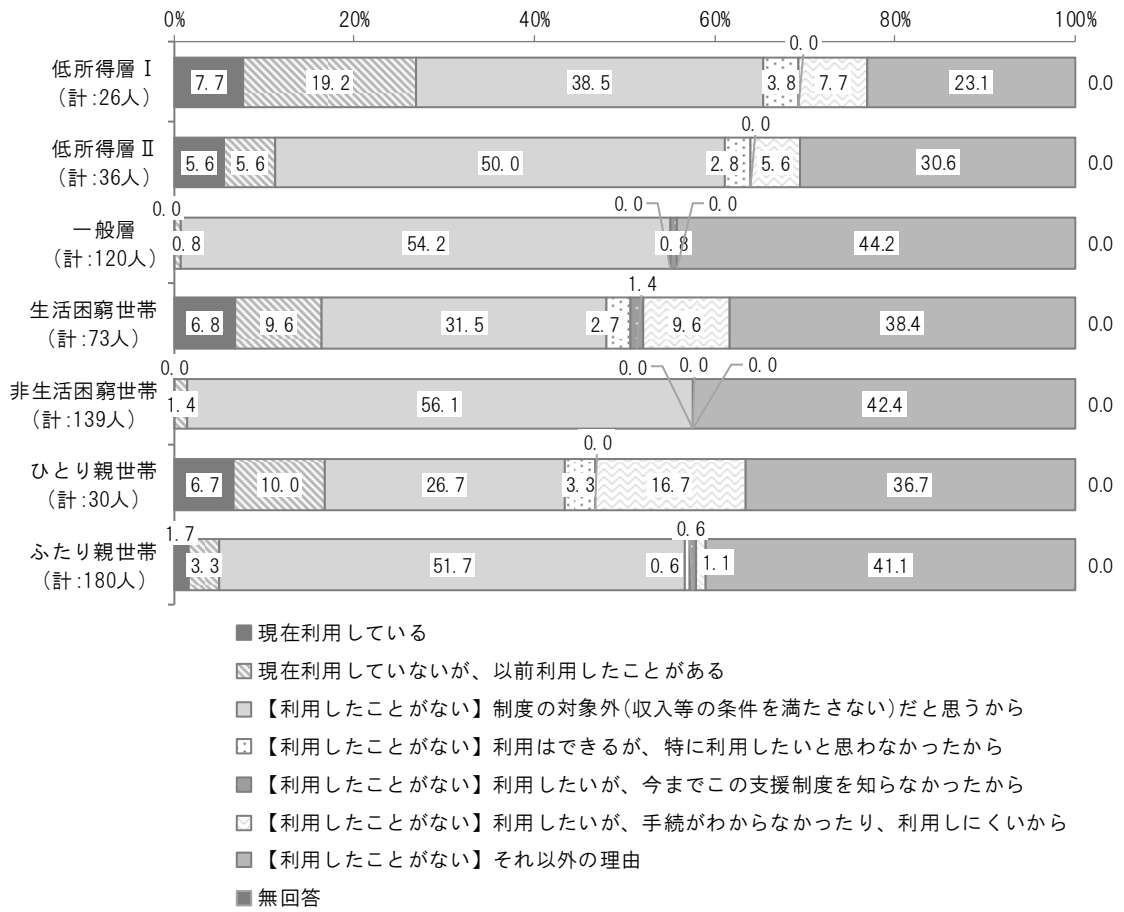 0% 20% 40% 60% 80% 100%
0.0
低所得層Ⅰ
(計:26人)
7.7 19.2 38.5 3.8 7.7 23.1 0.0
0.0
低所得層Ⅱ
(計:36人)
5.6 5.6 50.0 2.8 5.6 30.6 0.0
0.0 0.0 0.0
一般層
(計:120人)
0.8 54.2 0.8 44.2 0.0
1.4
生活困窮世帯
(計:73人)
6.8 9.6 31.5 2.7 9.6 38.4 0.0
0.0 0.0 0.0 0.0
非生活困窮世帯
(計:139人)
1.4 56.1 42.4 0.0
0.0
ひとり親世帯
(計:30人)
6.7 10.0 26.7 3.3 16.7 36.7 0.0
1.7 0.6
ふたり親世帯
(計:180人)
3.3 51.7 0.6 1.1 41.1 0.0
現在利用している
現在利用していないが、以前利用したことがある
【利用したことがない】制度の対象外(収入等の条件を満たさない)だと思うから
【利用したことがない】利用はできるが、特に利用したいと思わなかったから
【利用したことがない】利用したいが、今までこの支援制度を知らなかったから
【利用したことがない】利用したいが、手続がわからなかったり、利用しにくいから
【利用したことがない】それ以外の理由
無回答